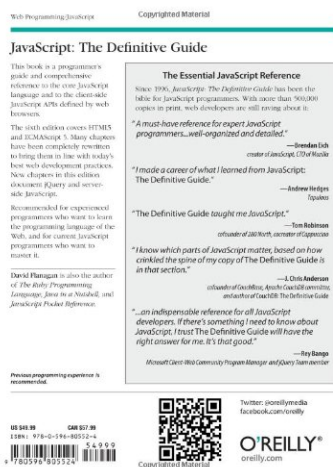 Web Programming/JavaScript
Copyrighted Material
JavaScript: The Definitive Guide
This book is a programmer's
guide and comprehensive
reference to the core JavaScript
language and to the client-side
JavaScript APIs defined by web
browsers.
The sixth edition covers HTML5
and ECMAScript 5. Many chapters
have been completely rewritten
to bring them in line with today's
best web development practices.
New chapters in this edition
document jQuery and server-
side JavaScript.
Recommended for experienced
programmers who want to learn
the programming language of the
Web, and for current JavaScript
programmers who want to
master it.
David Flanagan is also the author
of The Ruby Programming
Language, Java in a Nutshell, and
JavaScript Pocket Reference.
Previous programming experience is
recommended.
The Essential JavaScript Reference
Since 1996, JavaScript: The Definitive Guide has been the
bible for JavaScript programmers. With more than 500,000
copies in print, web developers are still raving about it:
"A must-have reference for expert JavaScript
programmers...well-organized and detailed."
—Brendan Eich
creator of JavaScript, CTO of Mozilla
"I made a career of what I learned from JavaScript:
The Definitive Guide."
—Andrew Hedges
Tapulous
"The Definitive Guide taught me JavaScript."
—Tom Robinson
cofounder of 280 North, cocreator of Cappuccino
"I know which parts of JavaScript matter, based on how
crinkled the spine of my copy of The Definitive Guide is
in that section."
—J. Chris Anderson
cofounder of CouchBase, Apache CouchDB committer,
and author of CouchDB: The Definitive Guide
"...an indispensable reference for all JavaScript
developers. If there's something I need to know about
JavaScript, I trust The Definitive Guide will have the
right answer for me. It's that good."
—Rey Bango
Microsoft Client-Web Community Program Manager and jQuery Team member
US $49.99 CAN $57.99
ISBN: 978-0-596-80552-4
54999
9 780596 805524
Twitter: @oreillymedia
facebook.com/oreilly
O'REILLY®
oreilly.com
Copyrighted Material